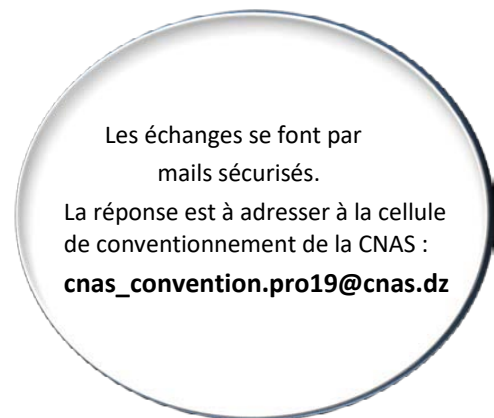 Les échanges se font par
mails sécurisés.
La réponse est à adresser à la cellule
de conventionnement de la CNAS :
cnas_convention.pro19@cnas.dz